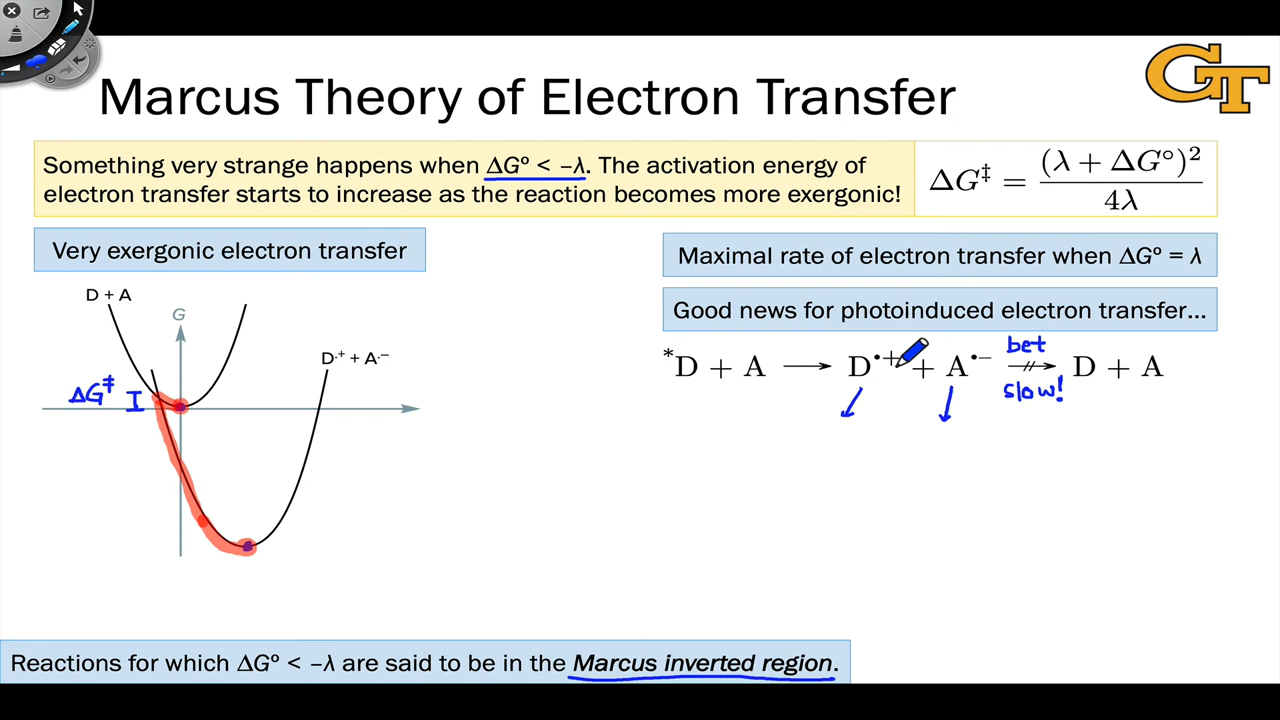 Marcus Theory of Electron Transfer
GT
Something very strange happens when ΔGº < –λ. The activation energy of
electron transfer starts to increase as the reaction becomes more exergonic!
ΔG‡ = (λ + ΔG°)² / 4λ
Very exergonic electron transfer
Maximal rate of electron transfer when ΔGº = λ
Good news for photoinduced electron transfer...
D + A
G
D·+ + A·–
ΔG‡
*D + A ⟶ D•+ + A•– ⟶ D + A
bet
slow!
Reactions for which ΔGº < –λ are said to be in the Marcus inverted region.